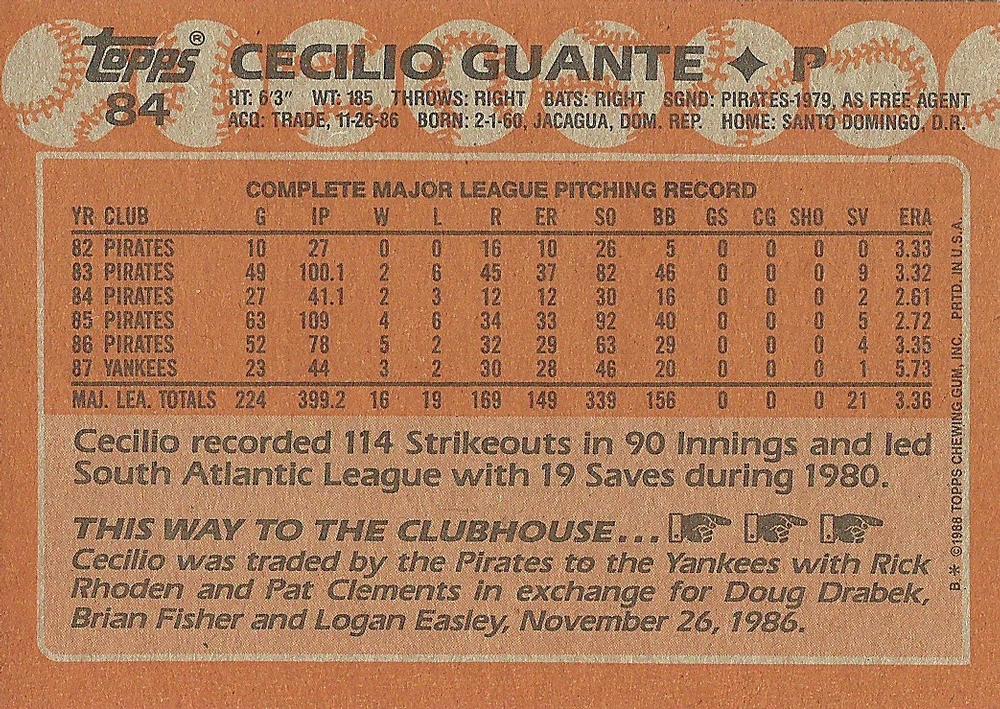 Topps® CECILIO GUANTE ✦ P
84 HT: 6'3" WT: 185 THROWS: RIGHT BATS: RIGHT SGND: PIRATES-1979, AS FREE AGENT
ACQ: TRADE, 11-26-86 BORN: 2-1-60, JACAGUA, DOM. REP. HOME: SANTO DOMINGO, D.R.
COMPLETE MAJOR LEAGUE PITCHING RECORD
YR CLUB G IP W L R ER SO BB GS CG SHO SV ERA
82 PIRATES 10 27 0 0 16 10 26 5 0 0 0 0 3.33
83 PIRATES 49 100.1 2 6 45 37 82 46 0 0 0 9 3.32
84 PIRATES 27 41.1 2 3 12 12 30 16 0 0 0 2 2.61
85 PIRATES 63 109 4 6 34 33 92 40 0 0 0 5 2.72
86 PIRATES 52 78 5 2 32 29 63 29 0 0 0 4 3.35
87 YANKEES 23 44 3 2 30 28 46 20 0 0 0 1 5.73
MAJ. LEA. TOTALS 224 399.2 16 19 169 149 339 156 0 0 0 21 3.36
Cecilio recorded 114 Strikeouts in 90 Innings and led
South Atlantic League with 19 Saves during 1980.
THIS WAY TO THE CLUBHOUSE...
Cecilio was traded by the Pirates to the Yankees with Rick
Rhoden and Pat Clements in exchange for Doug Drabek,
Brian Fisher and Logan Easley, November 26, 1986.
B* ©1988 TOPPS CHEWING GUM, INC. PRTD. IN U.S.A.